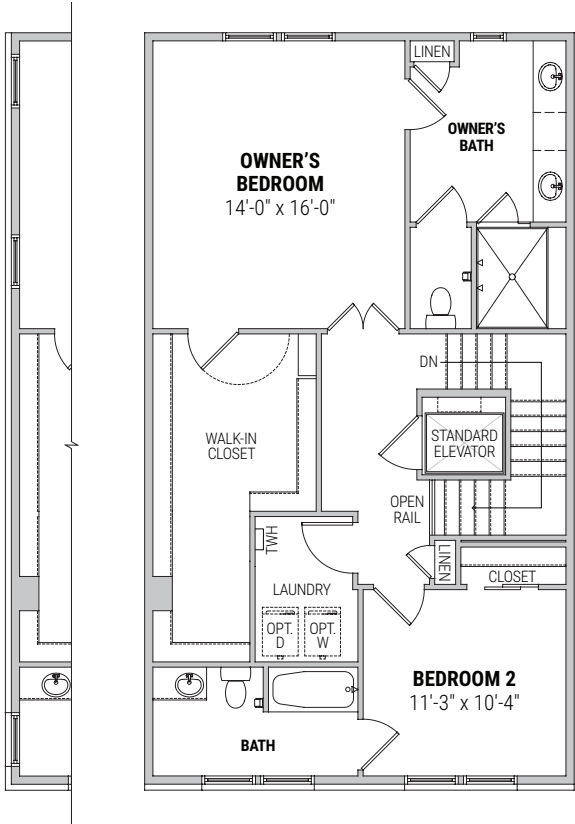 LINEN
OWNER'S
BATH
OWNER'S
BEDROOM
14'-0" x 16'-0"
DN
STANDARD
ELEVATOR
WALK-IN
CLOSET
OPEN
RAIL
TWH
LINEN
CLOSET
LAUNDRY
OPT.
D
OPT.
W
BEDROOM 2
11'-3" x 10'-4"
BATH